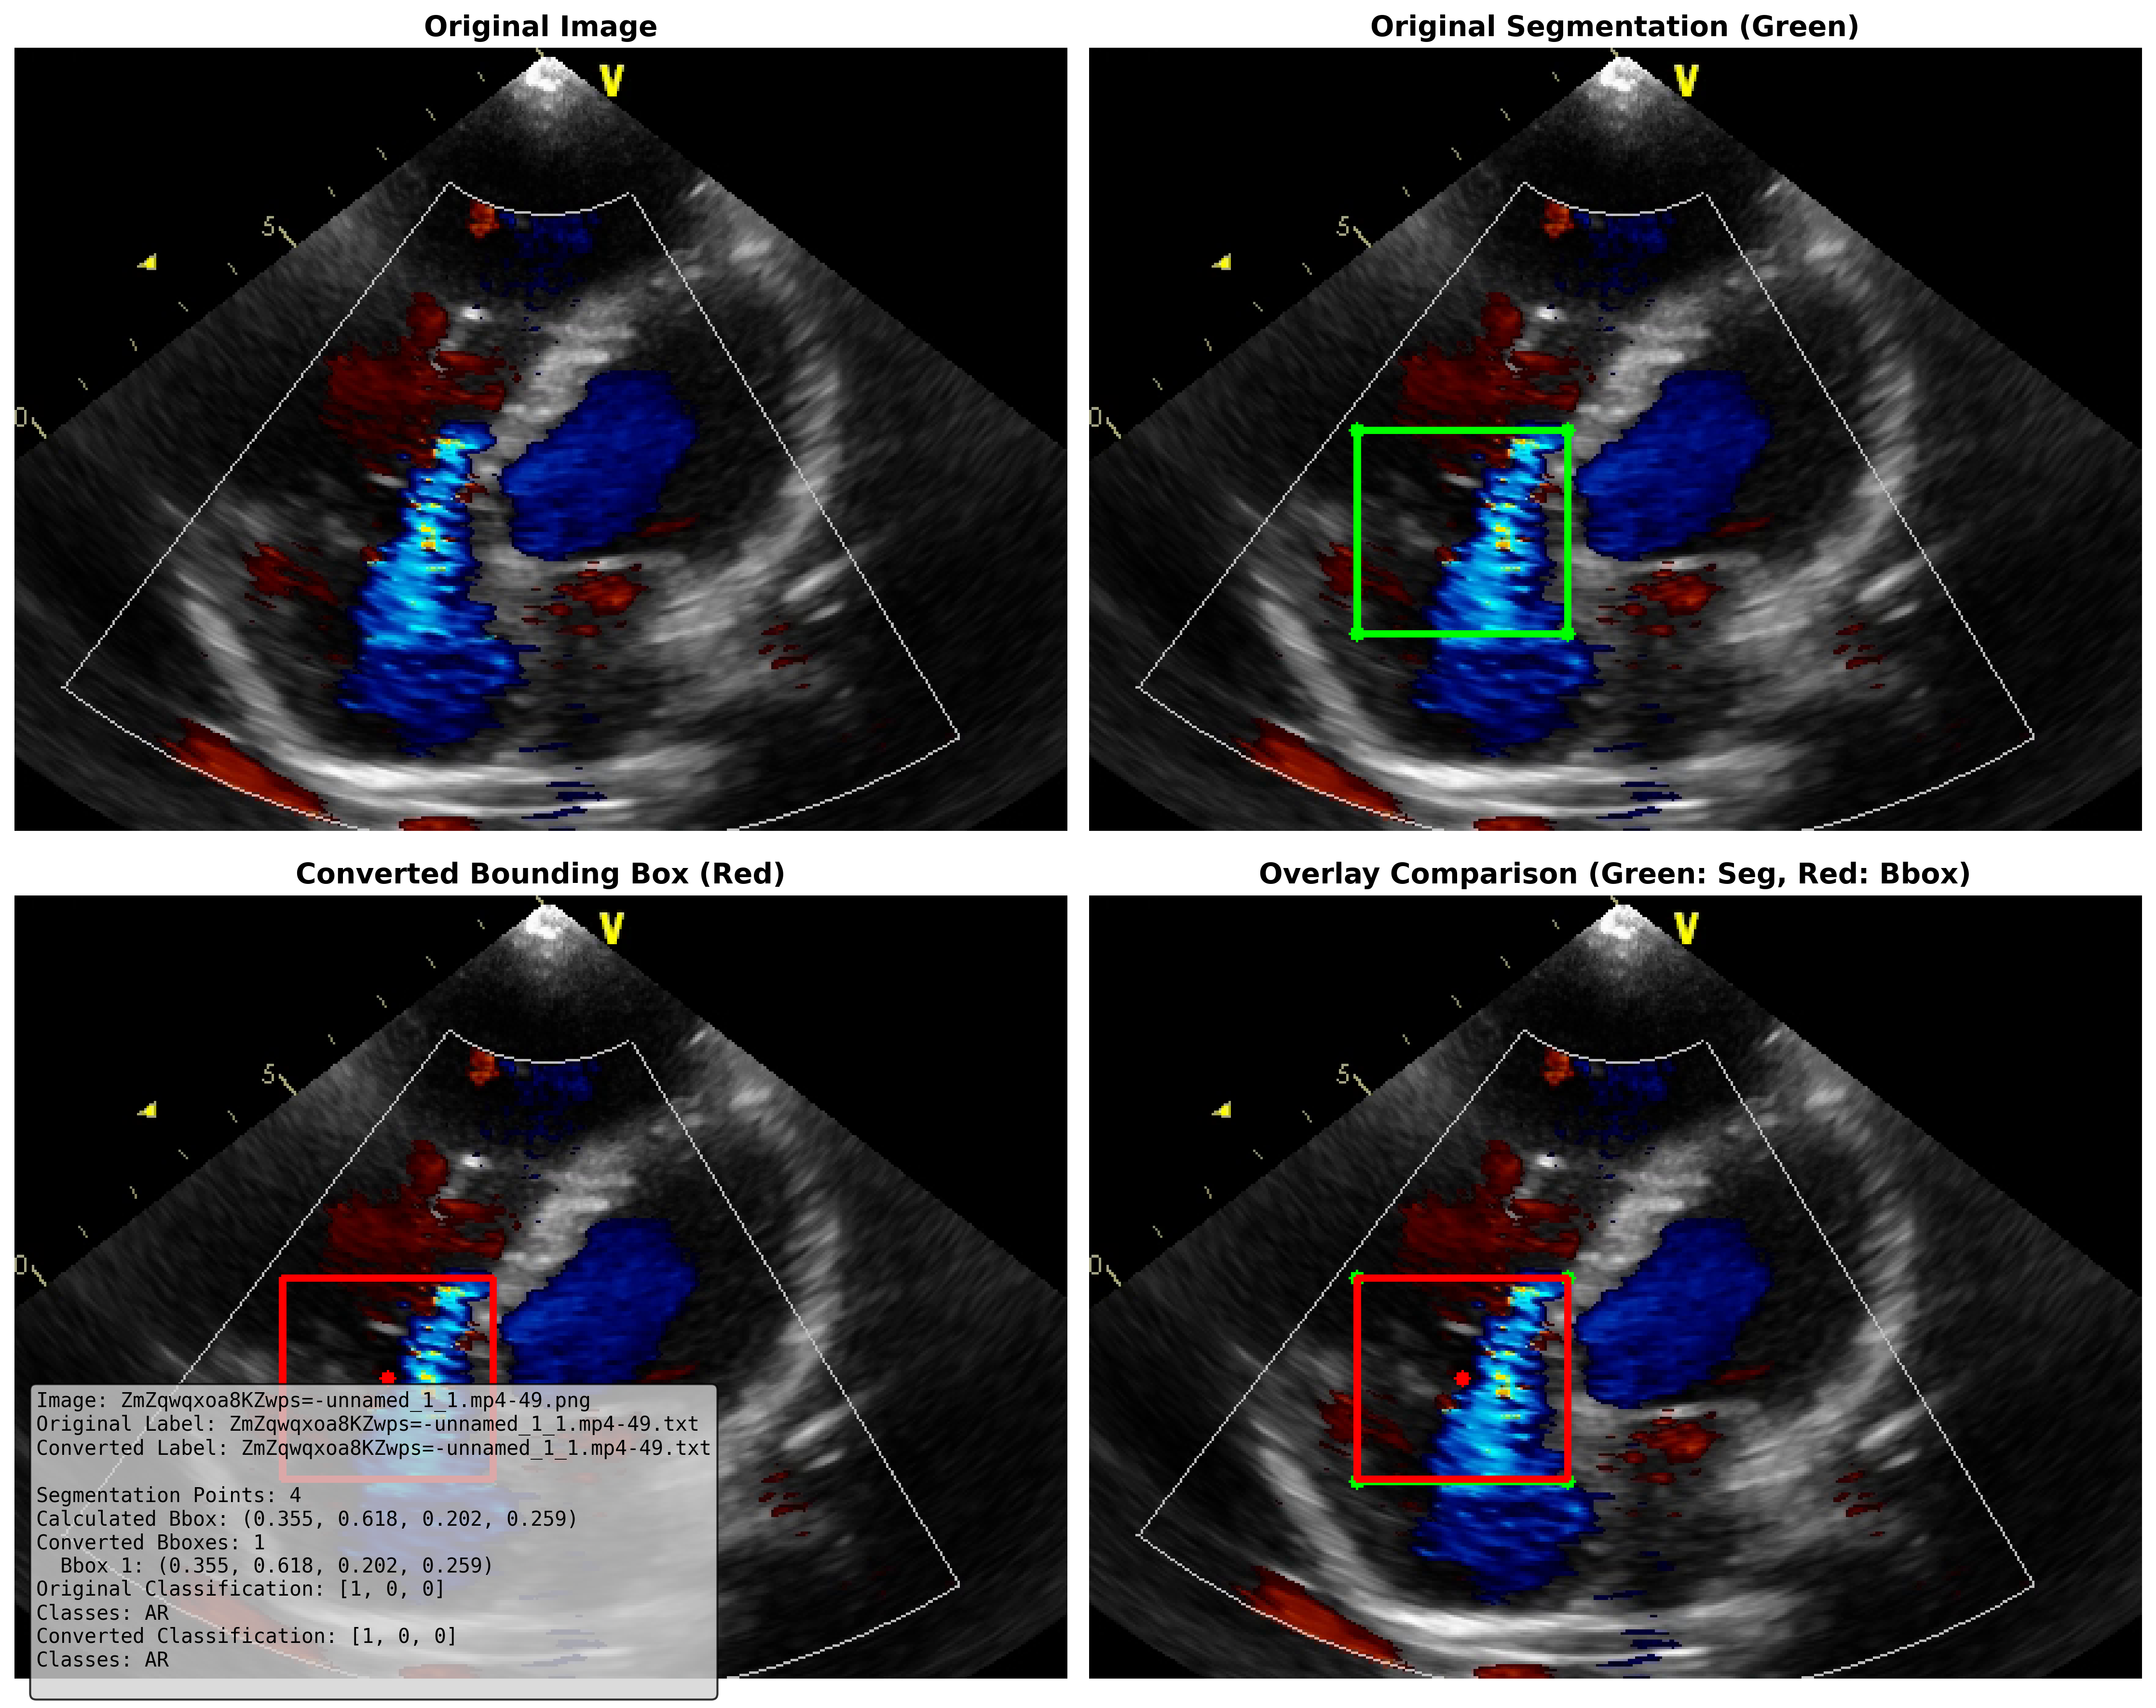 Original Image
Original Segmentation (Green)
V
5
0
V
5
0
Converted Bounding Box (Red)
Overlay Comparison (Green: Seg, Red: Bbox)
V
5
0
V
5
0
Image: ZmZqwqxoa8KZwps=-unnamed_1_1.mp4-49.png
Original Label: ZmZqwqxoa8KZwps=-unnamed_1_1.mp4-49.txt
Converted Label: ZmZqwqxoa8KZwps=-unnamed_1_1.mp4-49.txt
Segmentation Points: 4
Calculated Bbox: (0.355, 0.618, 0.202, 0.259)
Converted Bboxes: 1
Bbox 1: (0.355, 0.618, 0.202, 0.259)
Original Classification: [1, 0, 0]
Classes: AR
Converted Classification: [1, 0, 0]
Classes: AR